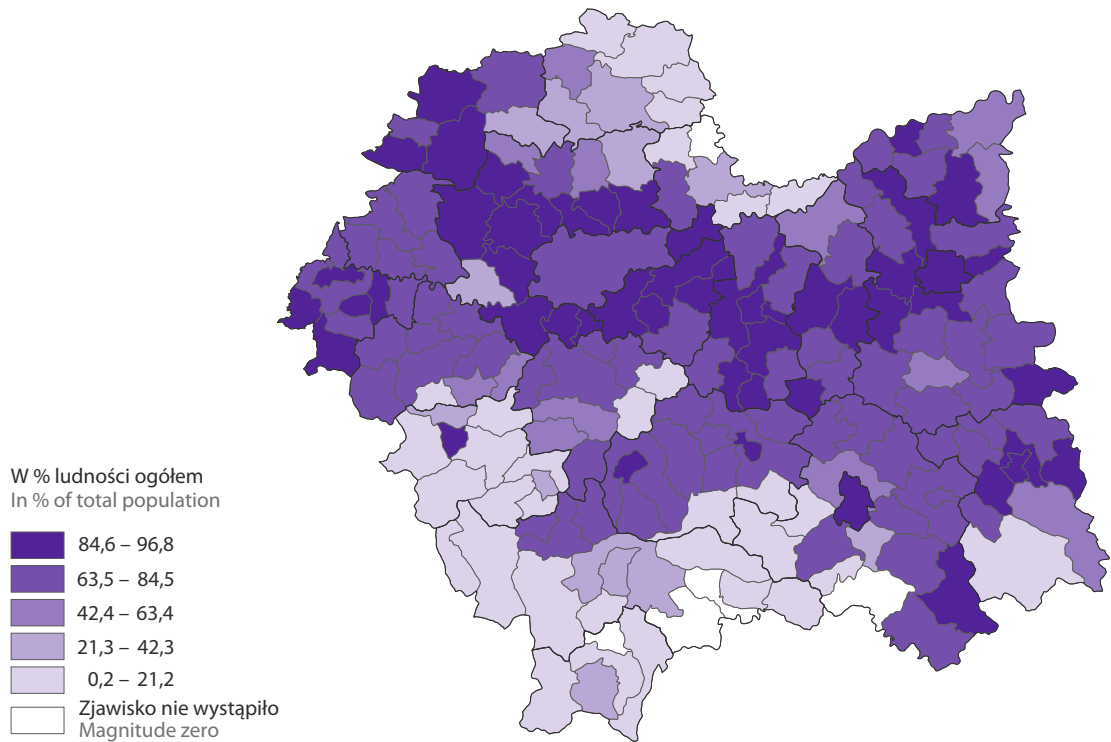 W % ludności ogółem
In % of total population
84,6 – 96,8
63,5 – 84,5
42,4 – 63,4
21,3 – 42,3
0,2 – 21,2
Zjawisko nie wystąpiło
Magnitude zero